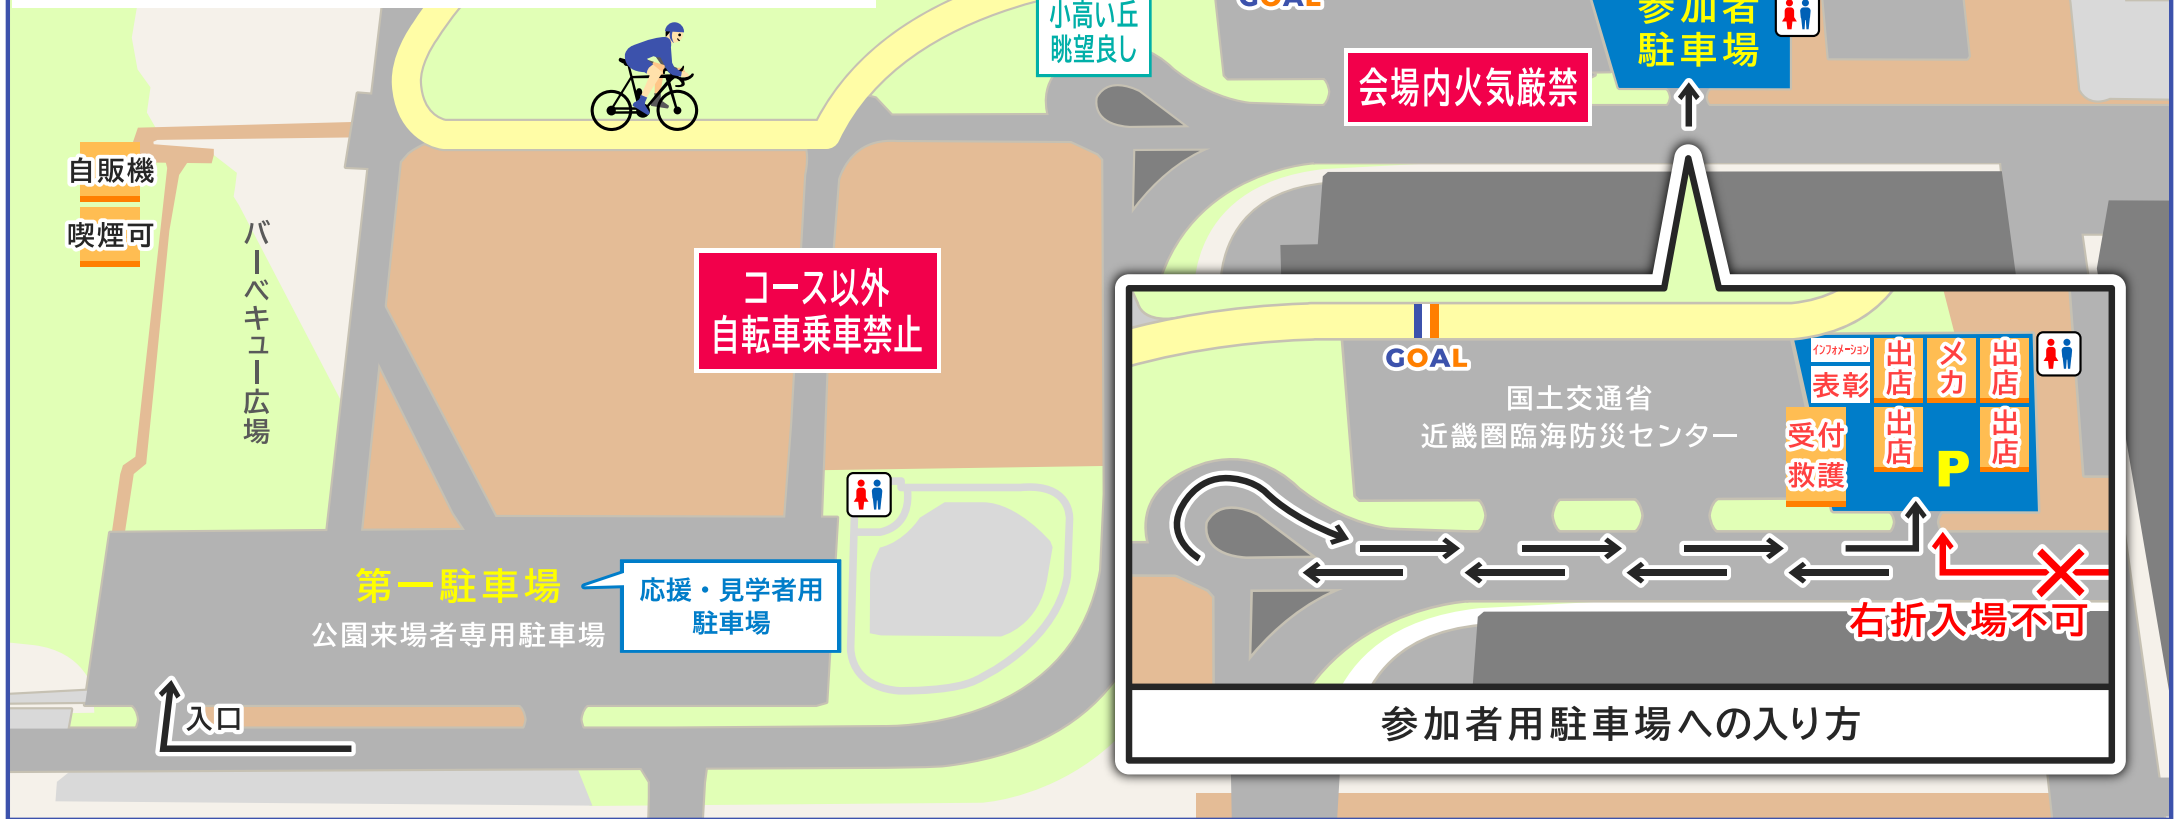 GOAL
小高い丘
眺望良し
参加者
駐車場
会場内火気厳禁
自販機
喫煙可
バーベキュー広場
コース以外
自転車乗車禁止
第一駐車場
公園来場者専用駐車場
応援・見学者用
駐車場
入口
GOAL
国土交通省
近畿圏臨海防災センター
インフォメーション
表彰
出店
メカ
出店
受付
救護
出店
出店
P
右折入場不可
参加者用駐車場への入り方